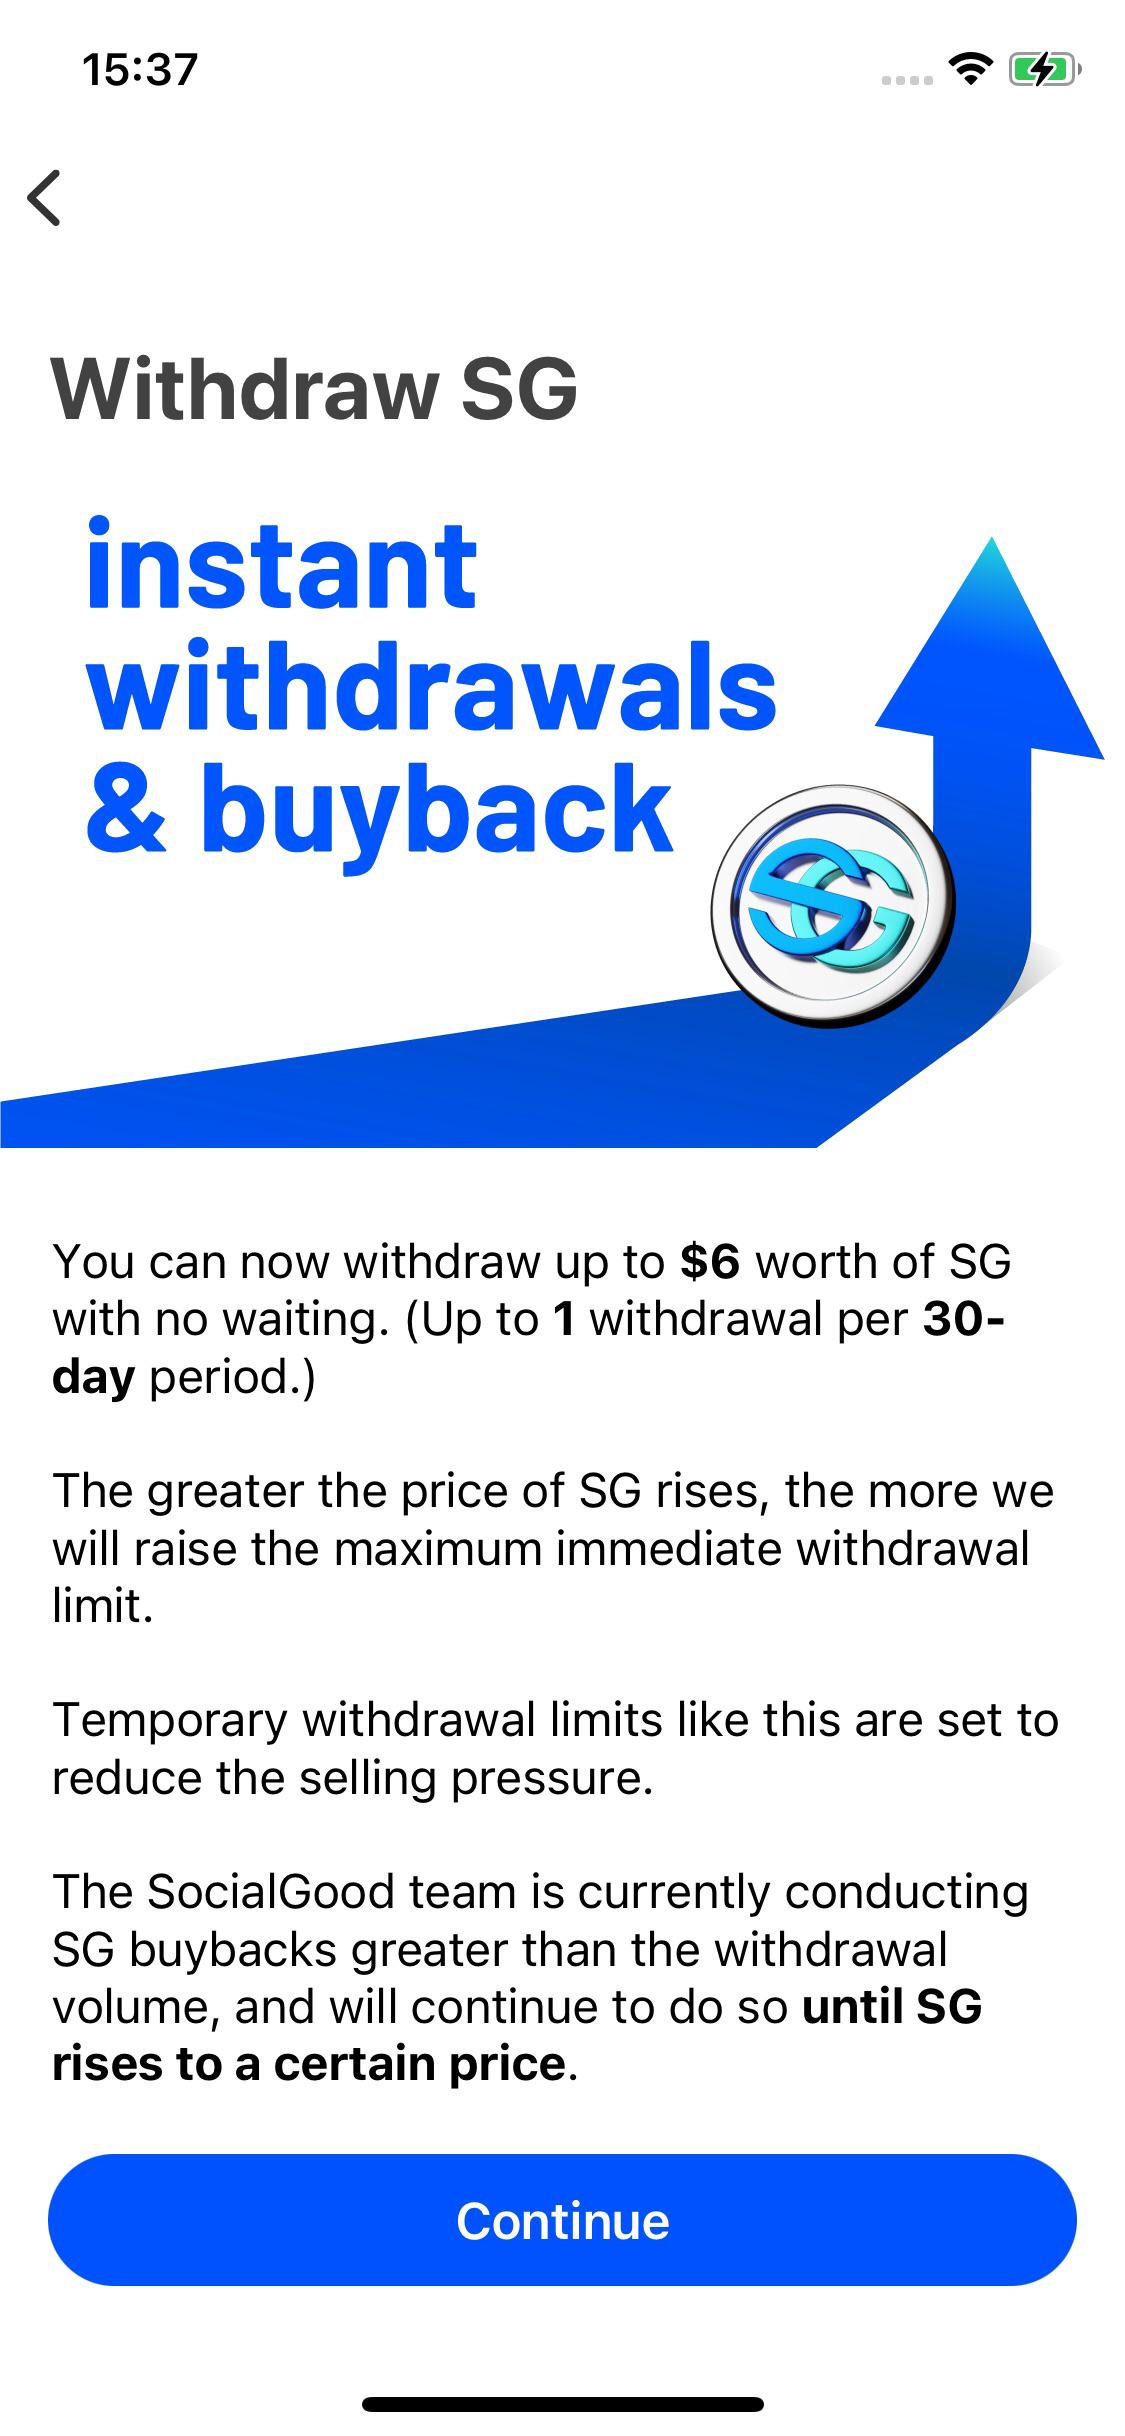 15:37
Withdraw SG
instant
withdrawals
& buyback
SG
You can now withdraw up to $6 worth of SG
with no waiting. (Up to 1 withdrawal per 30-
day period.)
The greater the price of SG rises, the more we
will raise the maximum immediate withdrawal
limit.
Temporary withdrawal limits like this are set to
reduce the selling pressure.
The SocialGood team is currently conducting
SG buybacks greater than the withdrawal
volume, and will continue to do so until SG
rises to a certain price.
Continue